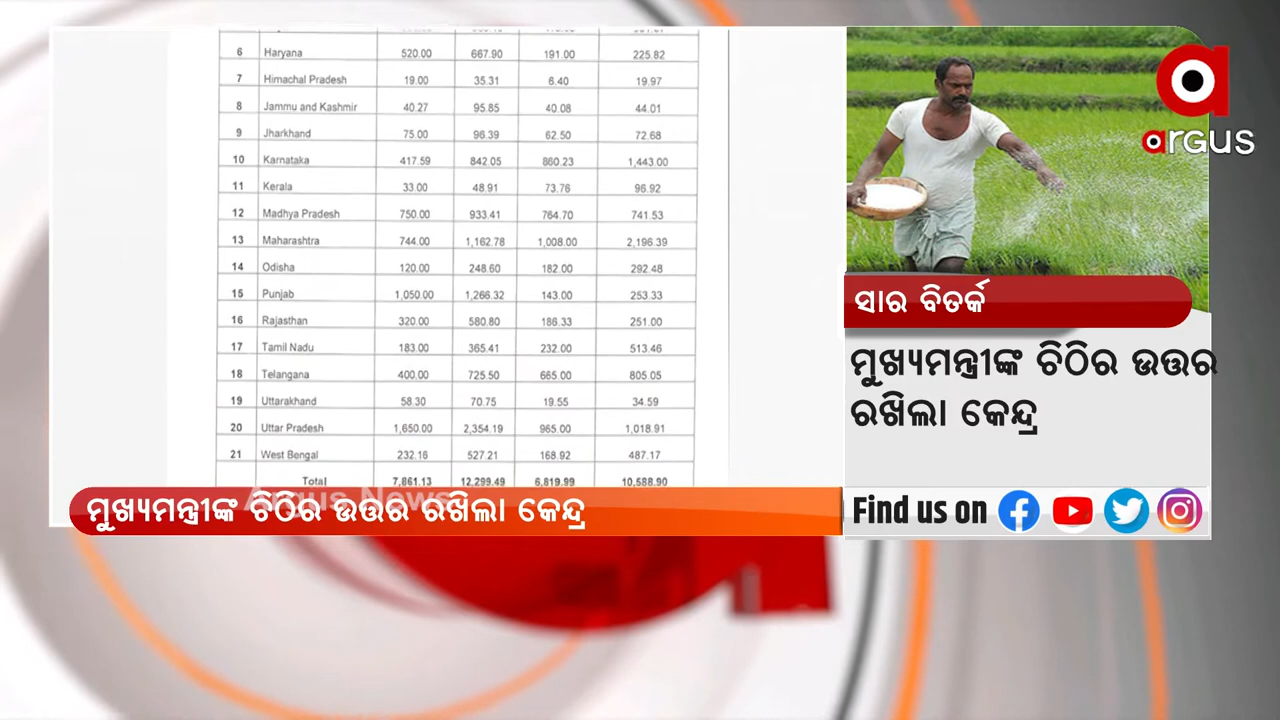 6 Haryana 520.00 667.90 191.00 225.82
7 Himachal Pradesh 19.00 35.31 6.40 19.97
8 Jammu and Kashmir 40.27 95.85 40.08 44.01
9 Jharkhand 75.00 96.39 62.50 72.68
10 Karnataka 417.59 842.05 860.23 1,443.00
11 Kerala 33.00 48.91 73.76 96.92
12 Madhya Pradesh 750.00 933.41 764.70 741.53
13 Maharashtra 744.00 1,162.78 1,008.00 2,196.39
14 Odisha 120.00 248.60 182.00 292.48
15 Punjab 1,050.00 1,266.32 143.00 253.33
16 Rajasthan 320.00 580.80 186.33 251.00
17 Tamil Nadu 183.00 365.41 232.00 513.46
18 Telangana 400.00 725.50 665.00 805.05
19 Uttarakhand 58.30 70.75 19.55 34.59
20 Uttar Pradesh 1,650.00 2,354.19 965.00 1,018.91
21 West Bengal 232.16 527.21 168.92 487.17
Total 7,861.13 12,299.49 6,819.99 10,588.90
Argus News
ମୁଖ୍ୟମନ୍ତ୍ରୀଙ୍କ ଚିଠିର ଉତ୍ତର ରଖିଲା କେନ୍ଦ୍ର
argus
ସାର ବିତର୍କ
ମୁଖ୍ୟମନ୍ତ୍ରୀଙ୍କ ଚିଠିର ଉତ୍ତର
ରଖିଲା କେନ୍ଦ୍ର
Find us on